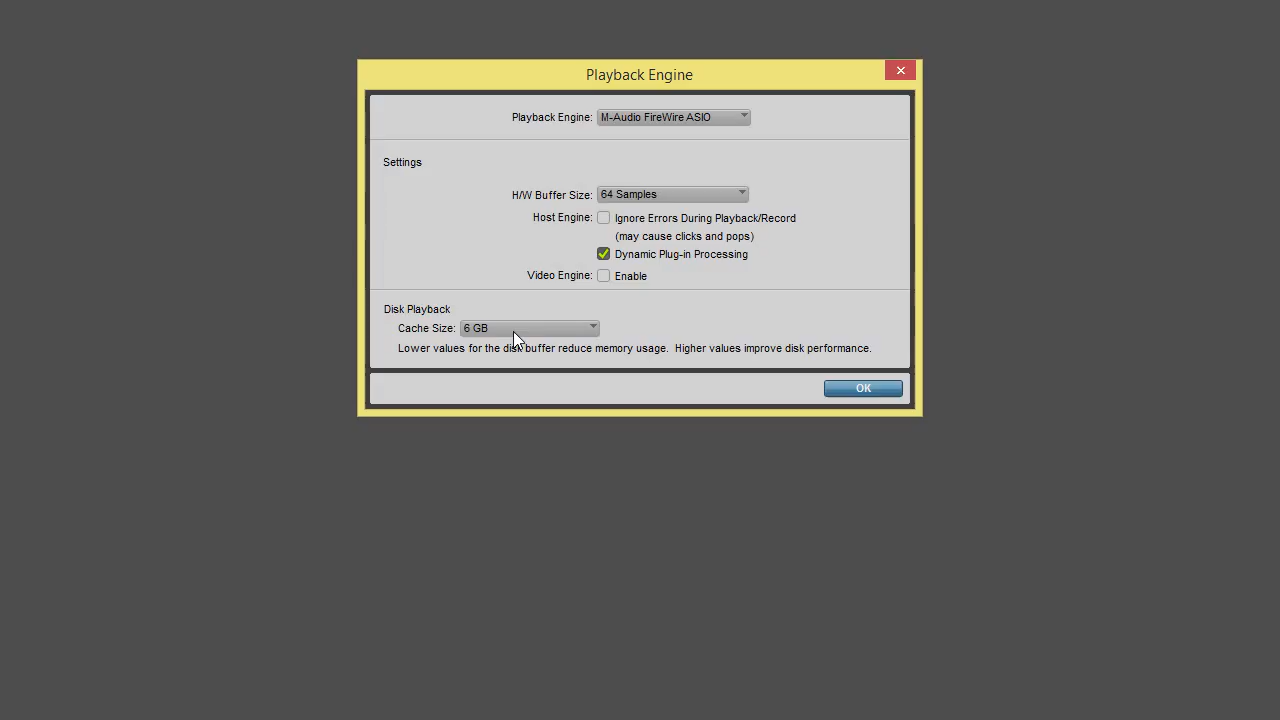 Playback Engine
Playback Engine: M-Audio FireWire ASIO
Settings
H/W Buffer Size: 64 Samples
Host Engine: Ignore Errors During Playback/Record
(may cause clicks and pops)
Dynamic Plug-in Processing
Video Engine: Enable
Disk Playback
Cache Size: 6 GB
Lower values for the disk buffer reduce memory usage. Higher values improve disk performance.
OK